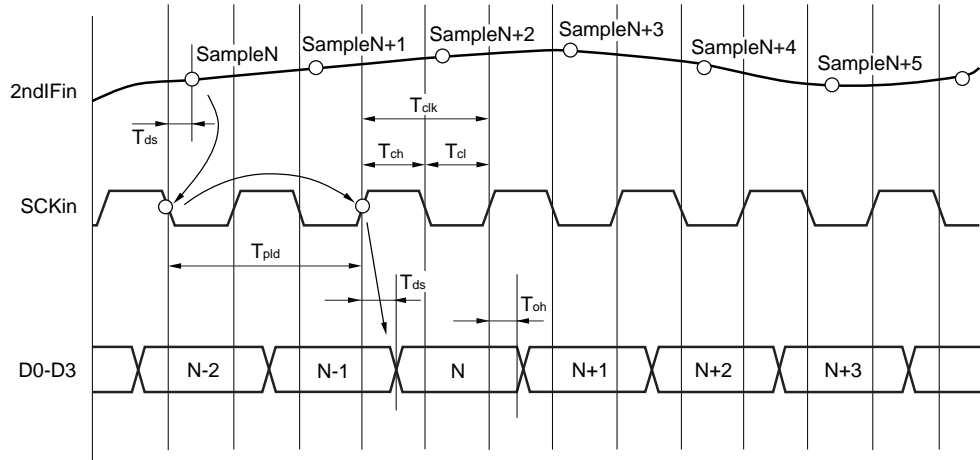 SampleN
SampleN+1
SampleN+2
SampleN+3
SampleN+4
SampleN+5
2ndIFin
Tclk
Tds
Tch
Tcl
SCKin
Tpld
Tds
Toh
D0-D3
N-2
N-1
N
N+1
N+2
N+3